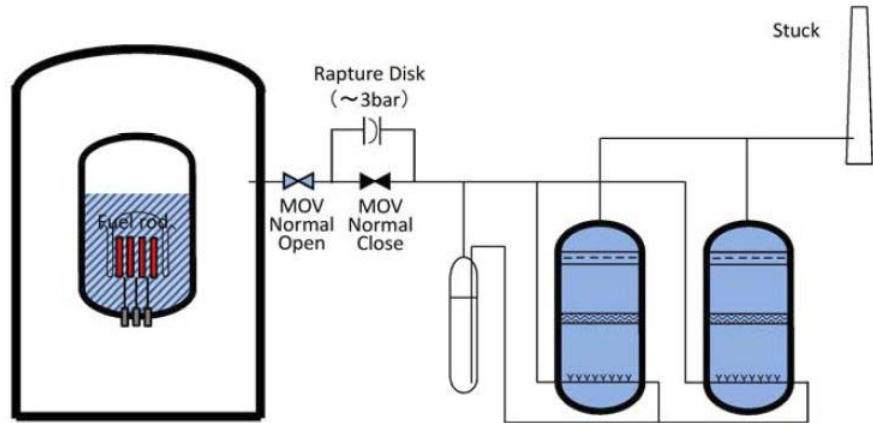 Stuck
Rapture Disk
（～3bar）
MOV
Normal
Open
MOV
Normal
Close
Fuel rod